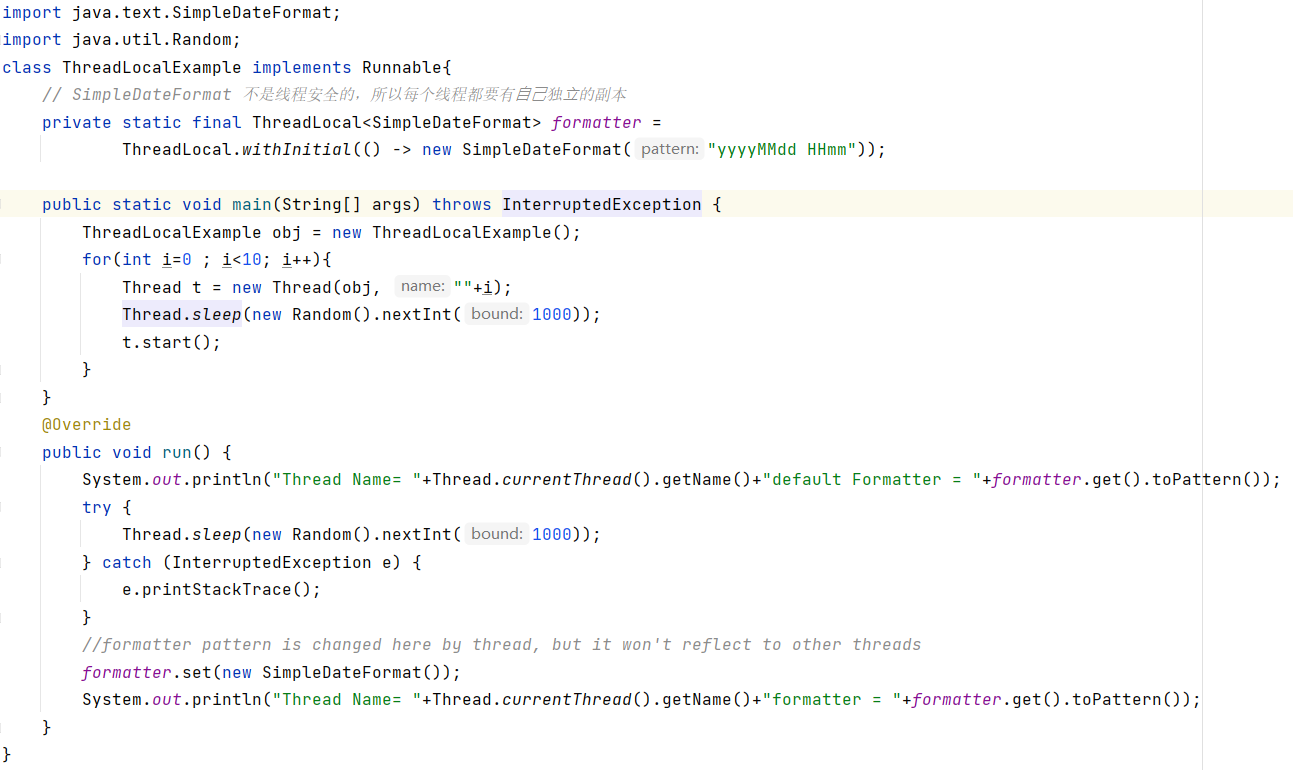 import java.text.SimpleDateFormat;
import java.util.Random;
class ThreadLocalExample implements Runnable{
    // SimpleDateFormat 不是线程安全的，所以每个线程都要有自己独立的副本
    private static final ThreadLocal<SimpleDateFormat> formatter =
            ThreadLocal.withInitial(() -> new SimpleDateFormat( pattern: "yyyyMMdd HHmm"));
    public static void main(String[] args) throws InterruptedException {
        ThreadLocalExample obj = new ThreadLocalExample();
        for(int i=0 ; i<10; i++){
            Thread t = new Thread(obj, name: ""+i);
            Thread.sleep(new Random().nextInt( bound: 1000));
            t.start();
        }
    }
    @Override
    public void run() {
        System.out.println("Thread Name= "+Thread.currentThread().getName()+"default Formatter = "+formatter.get().toPattern());
        try {
            Thread.sleep(new Random().nextInt( bound: 1000));
        } catch (InterruptedException e) {
            e.printStackTrace();
        }
        //formatter pattern is changed here by thread, but it won't reflect to other threads
        formatter.set(new SimpleDateFormat());
        System.out.println("Thread Name= "+Thread.currentThread().getName()+"formatter = "+formatter.get().toPattern());
    }
}